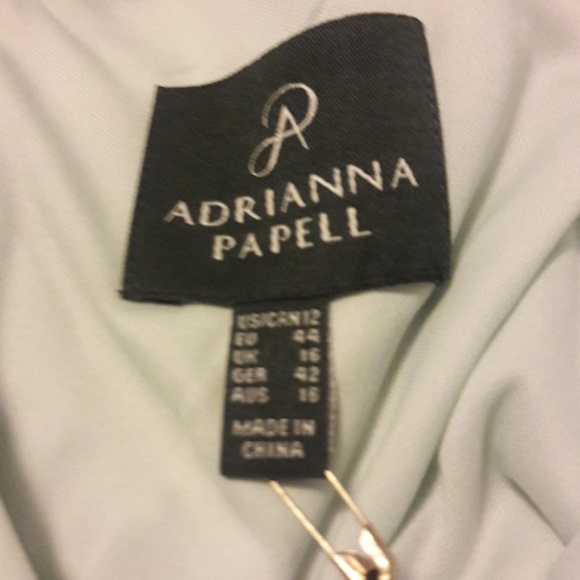 AP
ADRIANNA
PAPELL
US/CAN 12
EU 44
UK 16
GER 42
AUS 16
MADE IN
CHINA